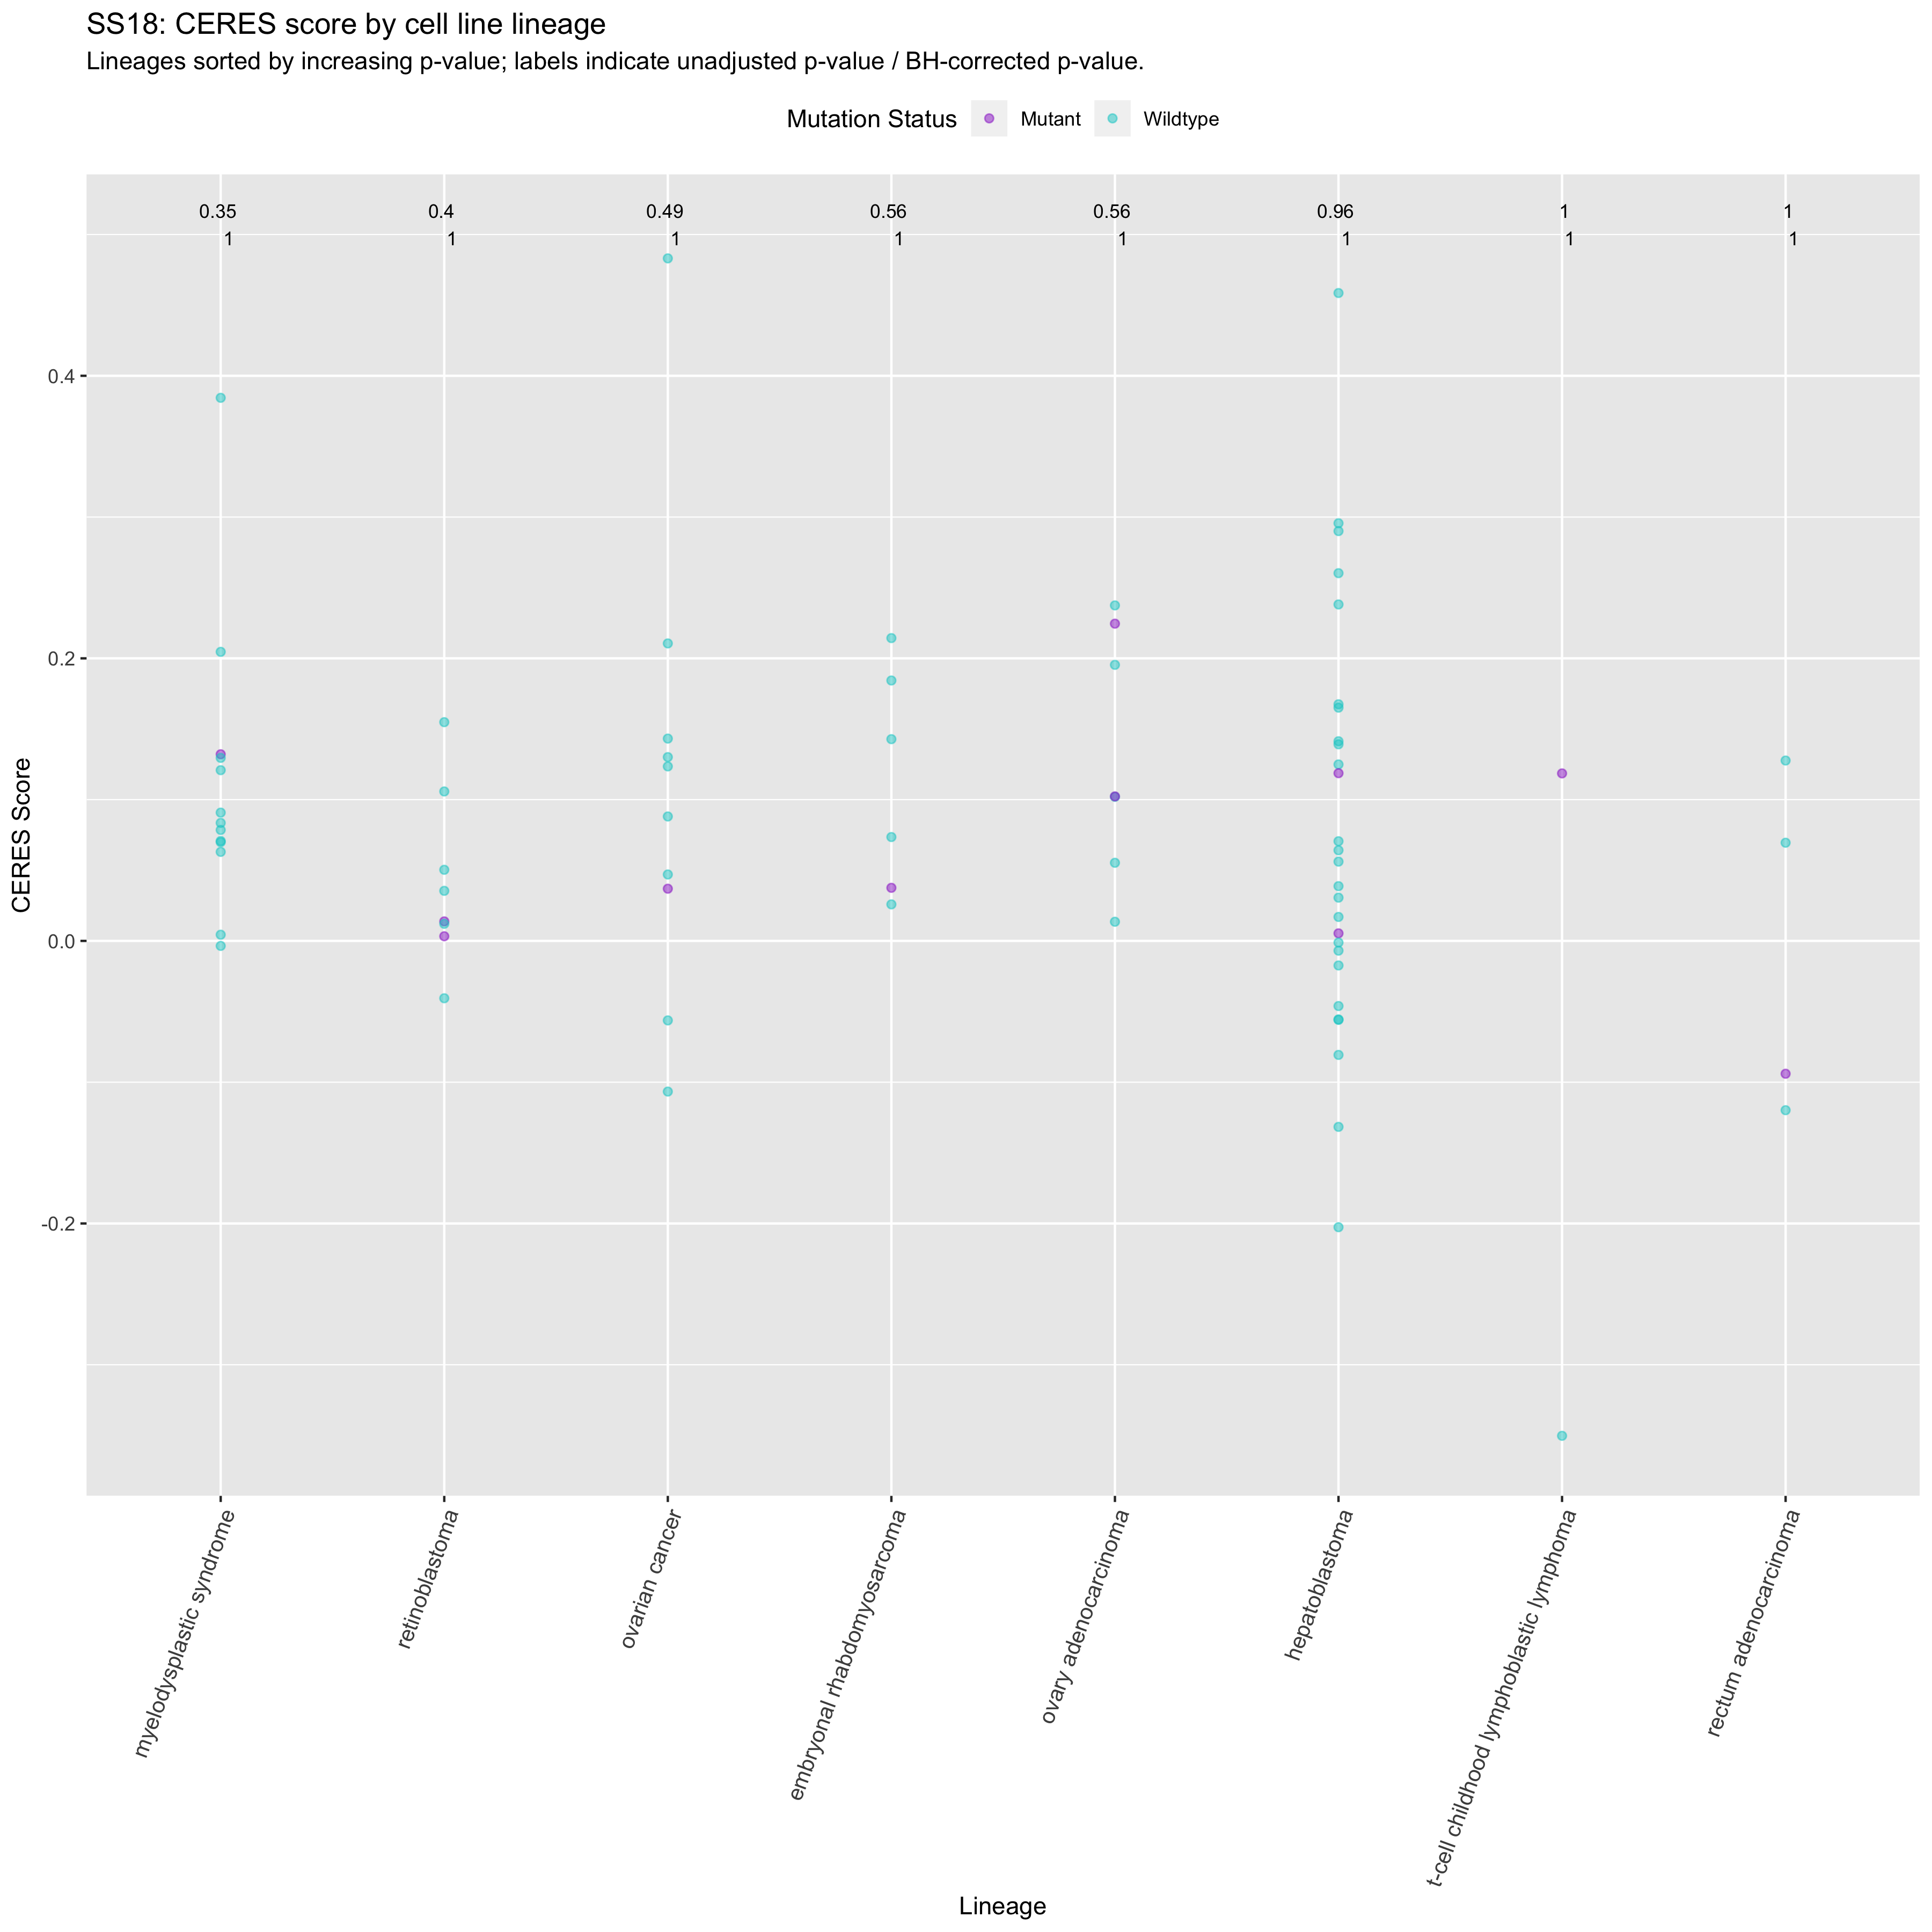 SS18: CERES score by cell line lineage
Lineages sorted by increasing p-value; labels indicate unadjusted p-value / BH-corrected p-value.
Mutation Status Mutant Wildtype
0.35 0.4 0.49 0.56 0.56 0.96 1 1
1 1 1 1 1 1 1 1
0.4
0.2
0.0
-0.2
CERES Score
myelodysplastic syndrome
retinoblastoma
ovarian cancer
embryonal rhabdomyosarcoma
ovary adenocarcinoma
hepatoblastoma
t-cell childhood lymphoblastic lymphoma
rectum adenocarcinoma
Lineage